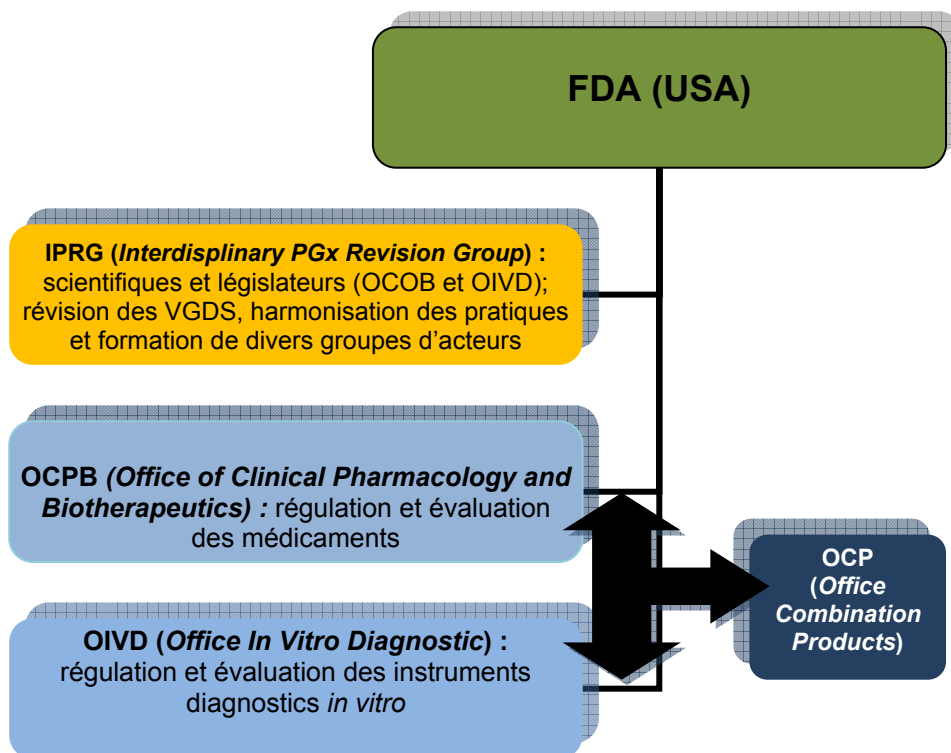 FDA (USA)
IPRG (Interdisplinary PGx Revision Group) :
scientifiques et législateurs (OCOB et OIVD);
révision des VGDS, harmonisation des pratiques
et formation de divers groupes d’acteurs
OCPB (Office of Clinical Pharmacology and
Biotherapeutics) : régulation et évaluation
des médicaments
OCP
(Office
Combination
Products)
OIVD (Office In Vitro Diagnostic) :
régulation et évaluation des instruments
diagnostics in vitro